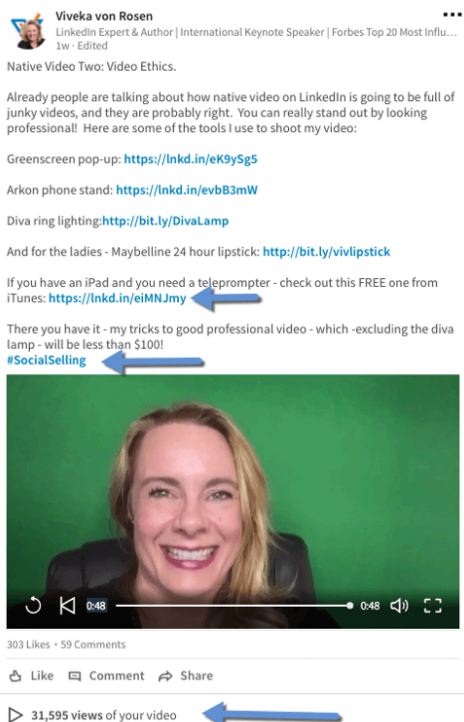 Viveka von Rosen
LinkedIn Expert & Author | International Keynote Speaker | Forbes Top 20 Most Influ...
1w · Edited
Native Video Two: Video Ethics.
Already people are talking about how native video on LinkedIn is going to be full of
junky videos, and they are probably right.  You can really stand out by looking
professional!  Here are some of the tools I use to shoot my video:
Greenscreen pop-up: https://lnkd.in/eK9ySg5
Arkon phone stand: https://lnkd.in/evbB3mW
Diva ring lighting:http://bit.ly/DivaLamp
And for the ladies - Maybelline 24 hour lipstick: http://bit.ly/vivlipstick
If you have an iPad and you need a teleprompter - check out this FREE one from
iTunes: https://lnkd.in/eiMNJmy
There you have it - my tricks to good professional video - which -excluding the diva
lamp - will be less than $100!
#SocialSelling
0:48 0:48
303 Likes · 59 Comments
Like Comment Share
31,595 views of your video